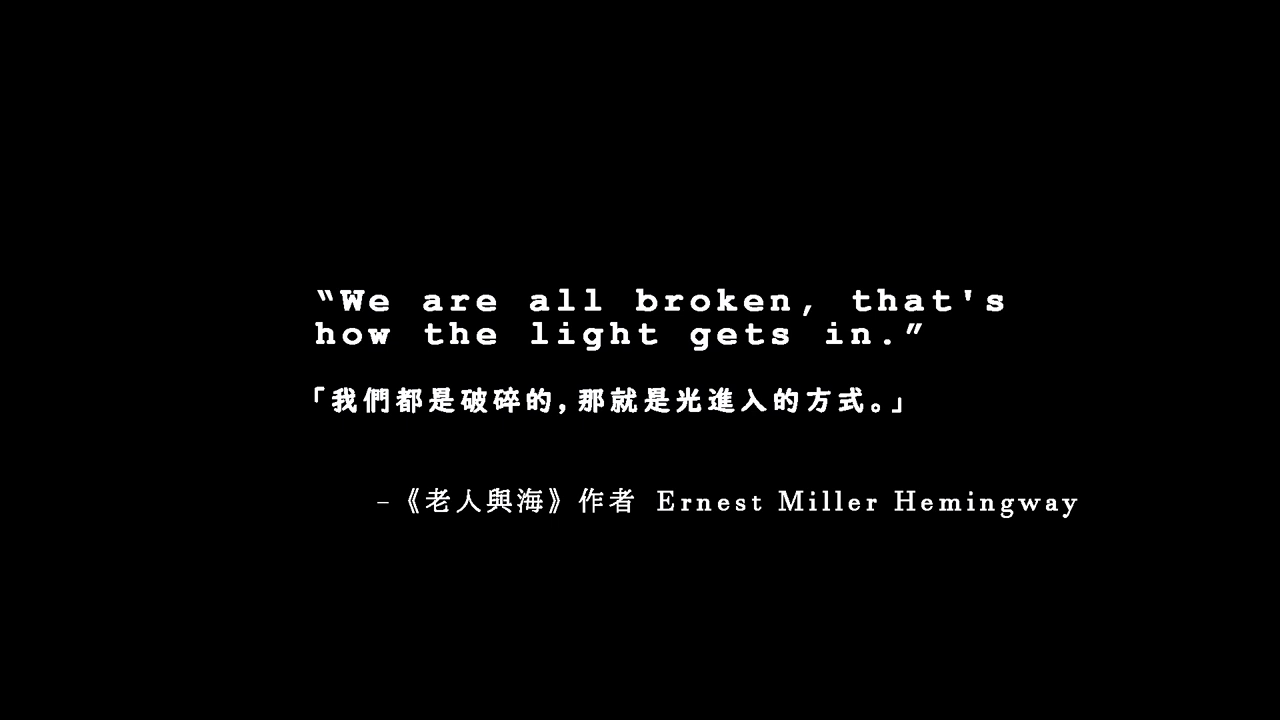 “We are all broken, that's
how the light gets in.”
「我們都是破碎的,那就是光進入的方式。」
–《老人與海》作者 Ernest Miller Hemingway